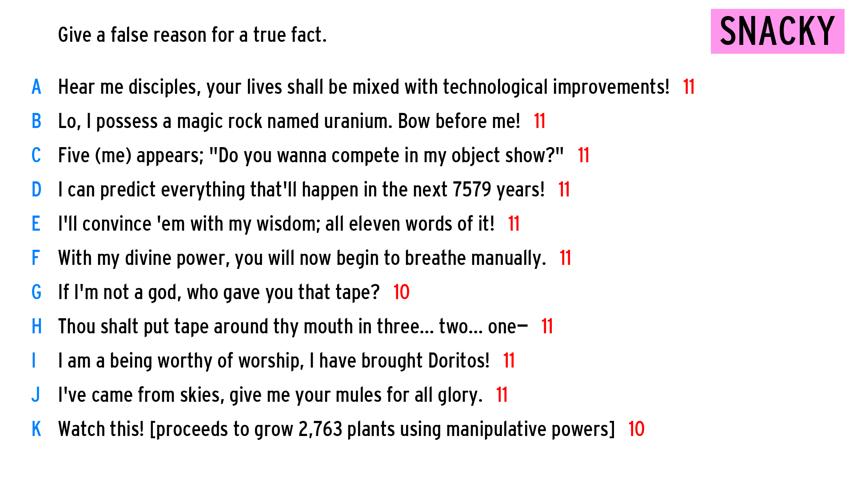 Give a false reason for a true fact.
SNACKY
A Hear me disciples, your lives shall be mixed with technological improvements! 11
B Lo, I possess a magic rock named uranium. Bow before me! 11
C Five (me) appears; "Do you wanna compete in my object show?" 11
D I can predict everything that'll happen in the next 7579 years! 11
E I'll convince 'em with my wisdom; all eleven words of it! 11
F With my divine power, you will now begin to breathe manually. 11
G If I'm not a god, who gave you that tape? 10
H Thou shalt put tape around thy mouth in three... two... one– 11
I I am a being worthy of worship, I have brought Doritos! 11
J I've came from skies, give me your mules for all glory. 11
K Watch this! [proceeds to grow 2,763 plants using manipulative powers] 10